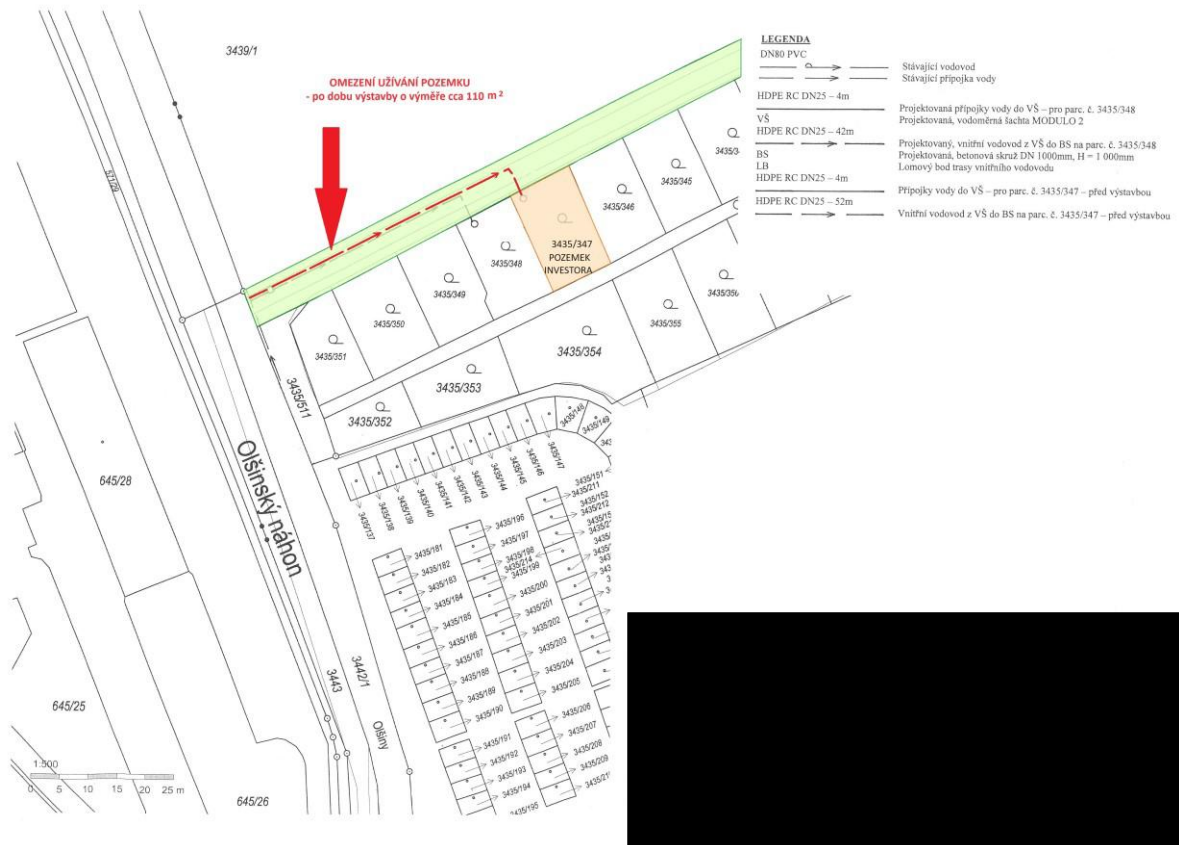 3439/1
OMEZENÍ UŽÍVÁNÍ POZEMKU
- po dobu výstavby o výměře cca 110 m²
LEGENDA
DN80 PVC
Stávající vodovod
Stávající přípojka vody
HDPE RC DN25 – 4m
Projektovaná přípojky vody do VŠ – pro parc. č. 3435/348
VŠ
Projektovaná, vodoměrná šachta MODULO 2
HDPE RC DN25 – 42m
Projektovaný, vnitřní vodovod z VŠ do BS na parc. č. 3435/348
BS
Projektovaná, betonová skruž DN 1000mm, H = 1 000mm
LB
Lomový bod trasy vnitřního vodovodu
HDPE RC DN25 – 4m
Přípojky vody do VŠ – pro parc. č. 3435/347 – před výstavbou
HDPE RC DN25 – 52m
Vnitřní vodovod z VŠ do BS na parc. č. 3435/347 – před výstavbou
571/29
3435/345
3435/346
3435/347
POZEMEK
INVESTORA
3435/348
3435/349
3435/350
3435/351
3435/350
3435/355
3435/354
3435/353
3435/352
3435/511
Olšinský náhon
645/28
3435/148
3435/149
3435/147
3435/146
3435/145
3435/144
3435/143
3435/142
3435/141
3435/140
3435/139
3435/138
3435/137
3435/151
3435/211
3435/152
3435/212
3435/196
3435/197
3435/198
3435/214
3435/199
3435/200
3435/201
3435/202
3435/203
3435/204
3435/205
3435/181
3435/182
3435/183
3435/184
3435/185
3435/186
3435/187
3435/188
3435/189
3435/190
3435/206
3435/207
3435/208
3435/209
3435/191
3435/192
3435/193
3435/194
3435/195
3443
3442/1
Olšiny
645/25
645/26
1:500
0 5 10 15 20 25 m